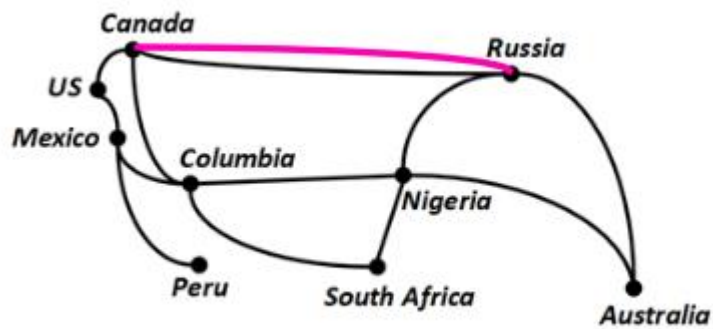 Canada
Russia
US
Mexico
Columbia
Nigeria
Peru
South Africa
Australia